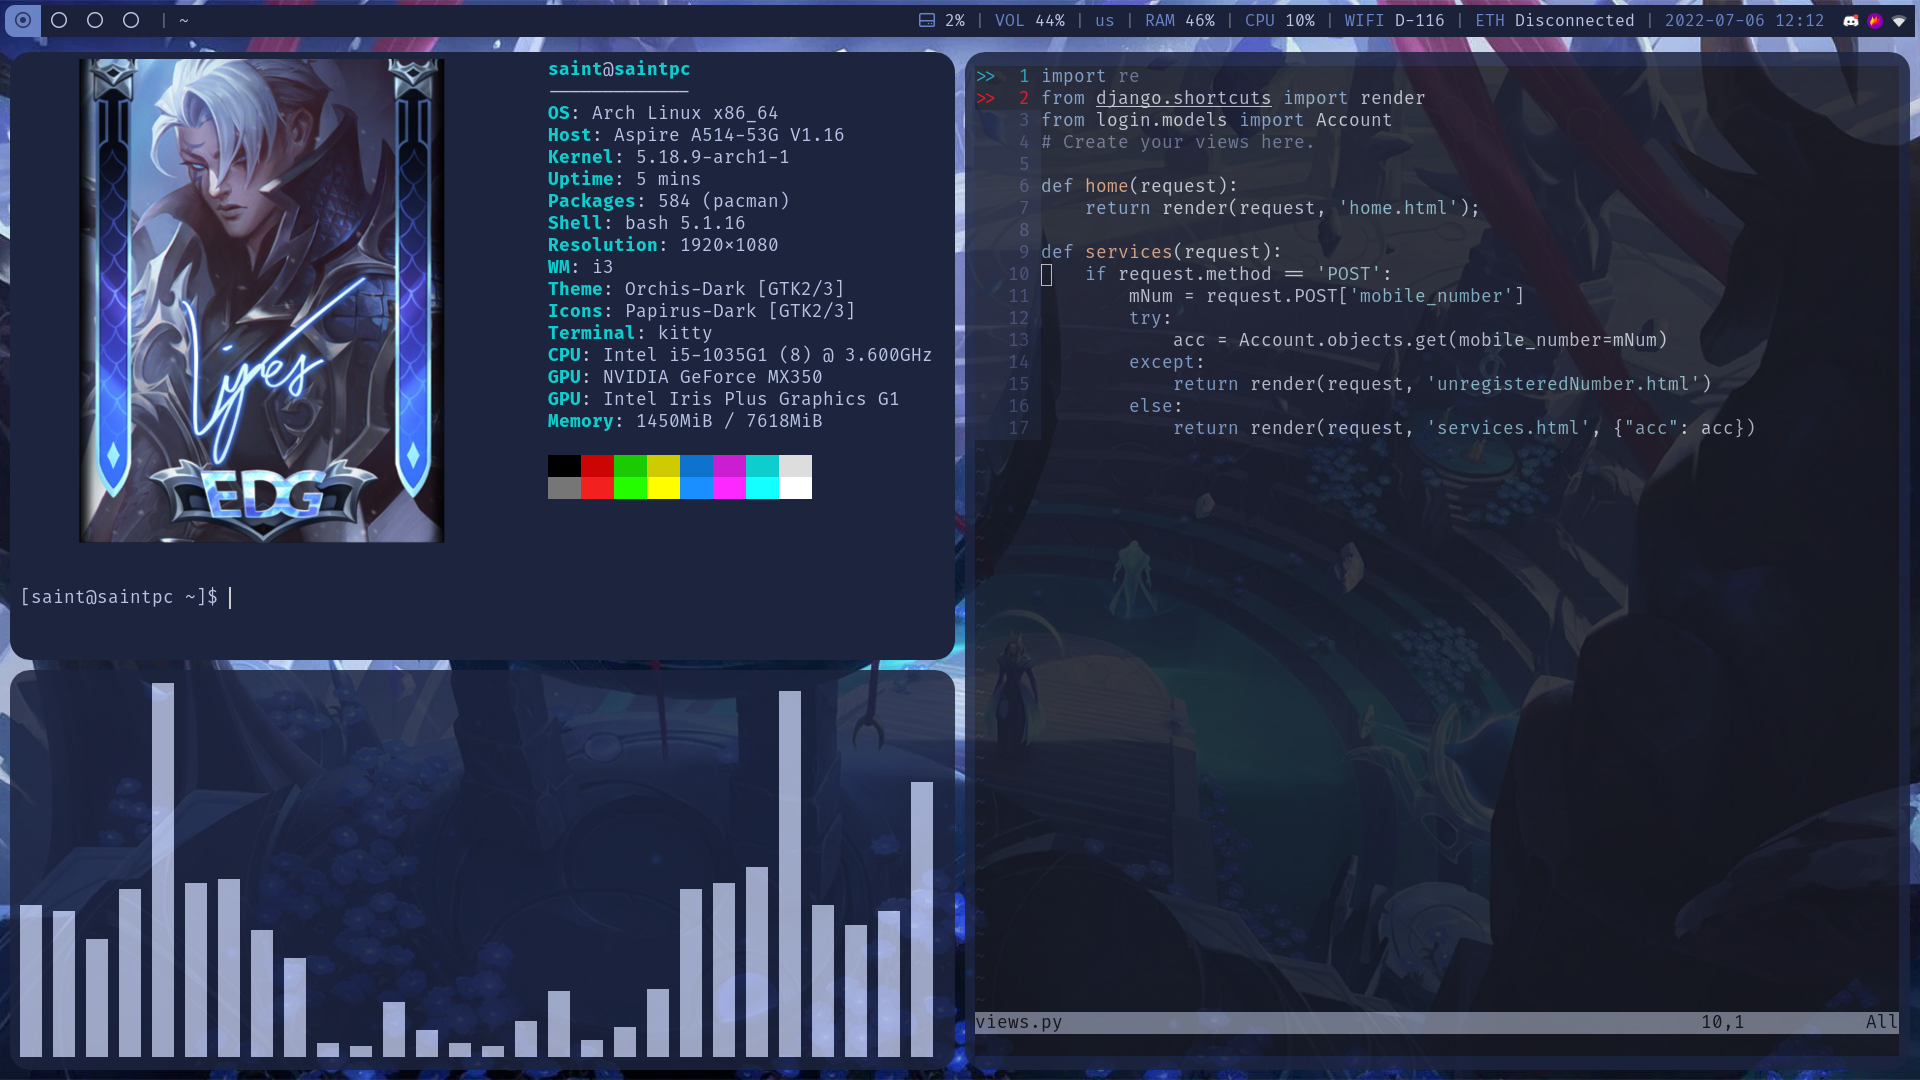 | ~ 2% | VOL 44% | us | RAM 46% | CPU 10% | WIFI D-116 | ETH Disconnected | 2022-07-06 12:12
saint@saintpc
-------------
OS: Arch Linux x86_64
Host: Aspire A514-53G V1.16
Kernel: 5.18.9-arch1-1
Uptime: 5 mins
Packages: 584 (pacman)
Shell: bash 5.1.16
Resolution: 1920x1080
WM: i3
Theme: Orchis-Dark [GTK2/3]
Icons: Papirus-Dark [GTK2/3]
Terminal: kitty
CPU: Intel i5-1035G1 (8) @ 3.600GHz
GPU: NVIDIA GeForce MX350
GPU: Intel Iris Plus Graphics G1
Memory: 1450MiB / 7618MiB
EDG
[saint@saintpc ~]$
>> 1 import re
>> 2 from django.shortcuts import render
3 from login.models import Account
4 # Create your views here.
5
6 def home(request):
7     return render(request, 'home.html');
8
9 def services(request):
10     if request.method == 'POST':
11         mNum = request.POST['mobile_number']
12         try:
13             acc = Account.objects.get(mobile_number=mNum)
14         except:
15             return render(request, 'unregisteredNumber.html')
16         else:
17             return render(request, 'services.html', {"acc": acc})
views.py 10,1 All